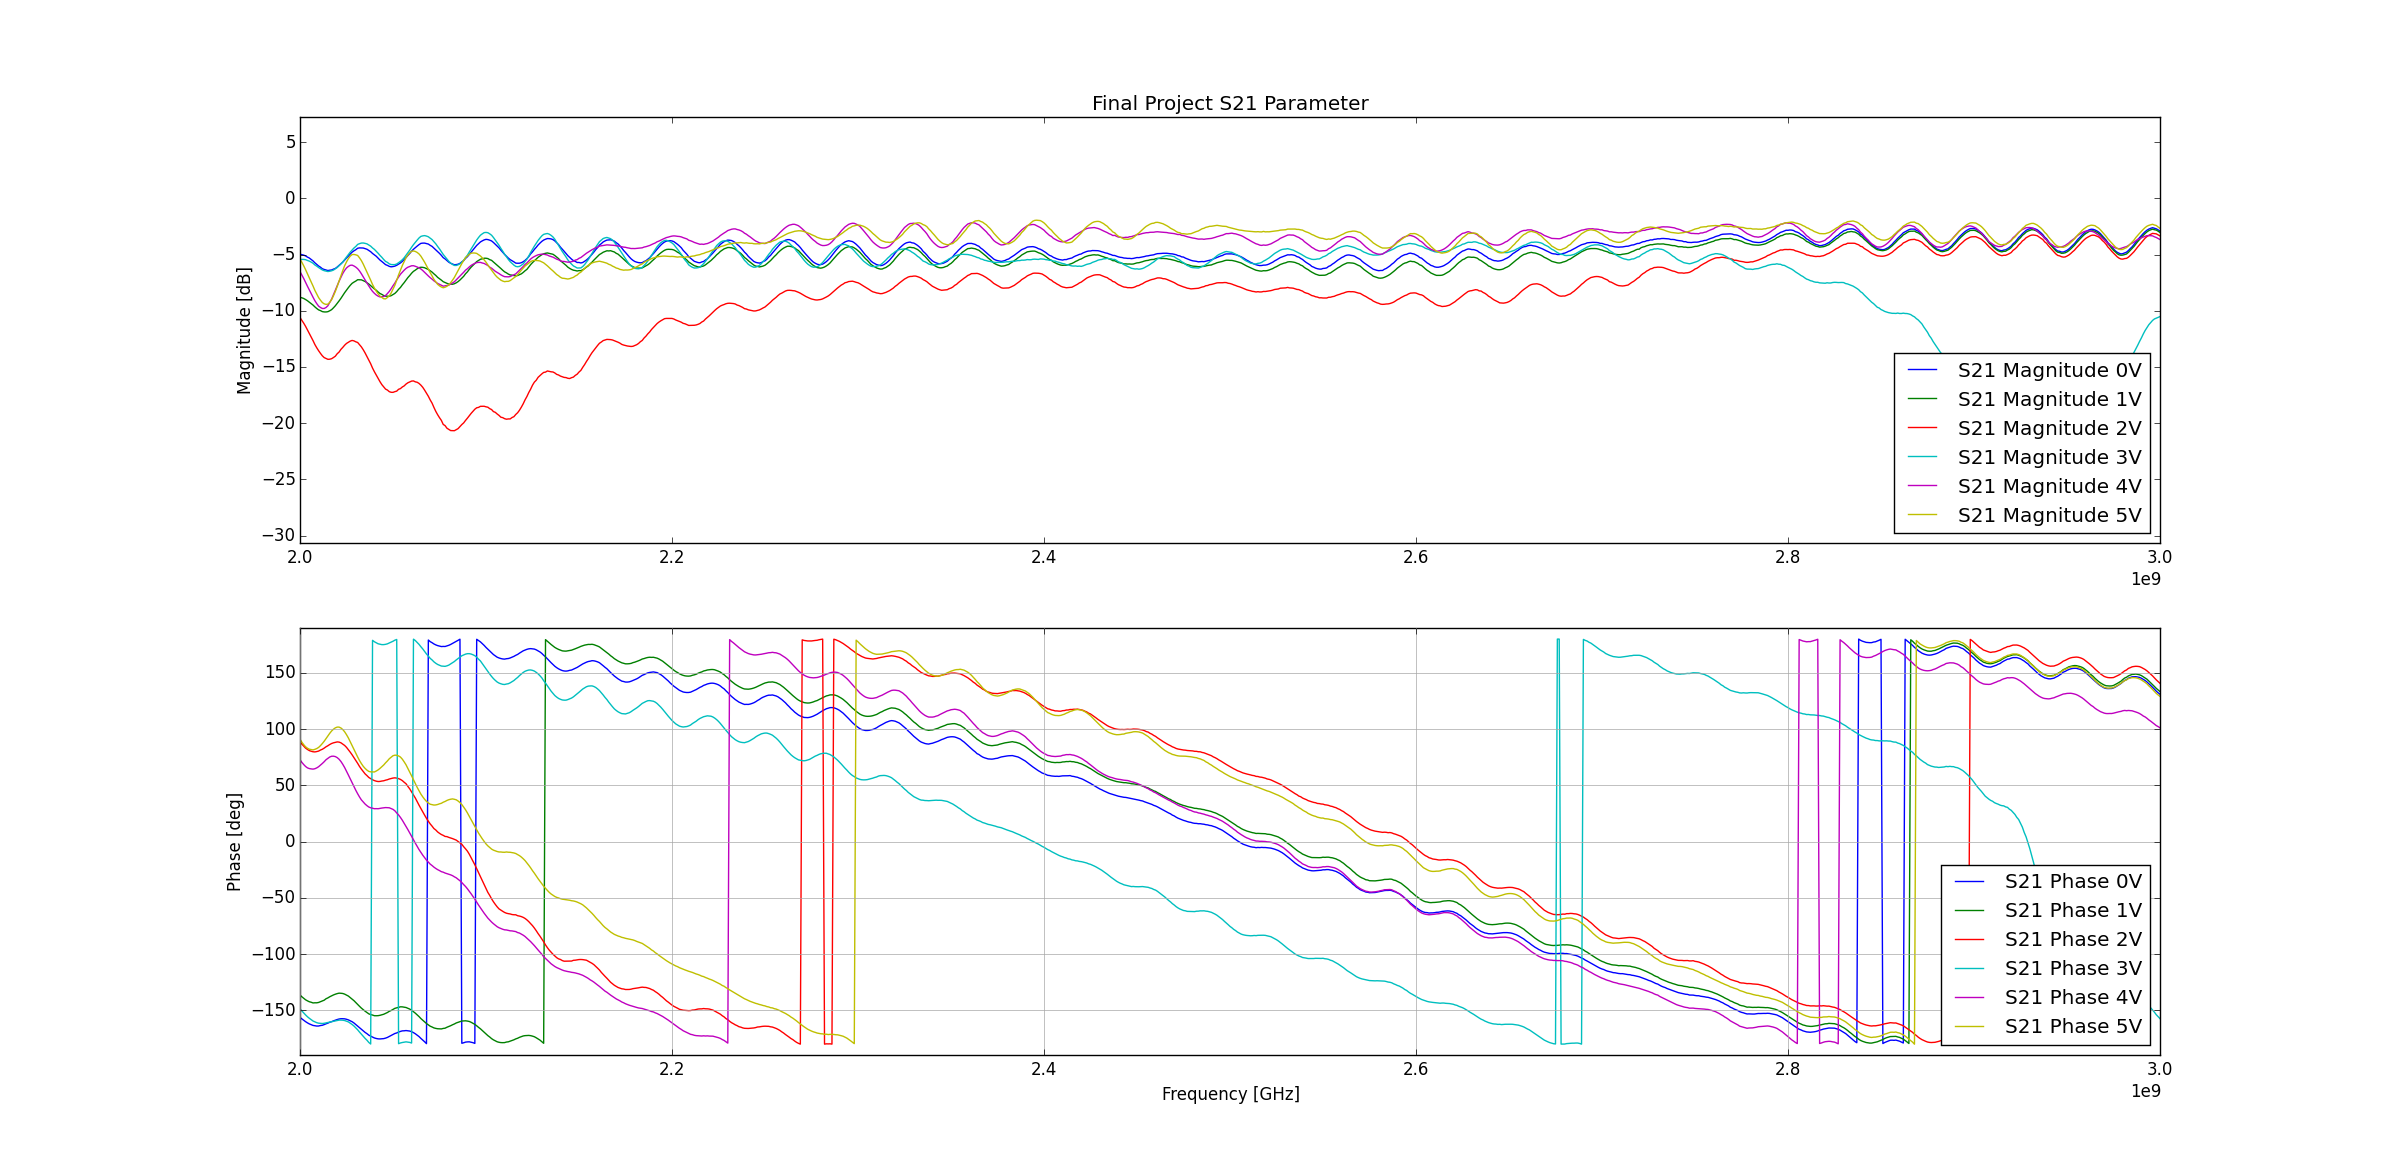 Final Project S21 Parameter
Magnitude [dB]
5
0
−5
−10
−15
−20
−25
−30
2.0 2.2 2.4 2.6 2.8 3.0
1e9
S21 Magnitude 0V
S21 Magnitude 1V
S21 Magnitude 2V
S21 Magnitude 3V
S21 Magnitude 4V
S21 Magnitude 5V
Phase [deg]
150
100
50
0
−50
−100
−150
2.0 2.2 2.4 2.6 2.8 3.0
1e9
Frequency [GHz]
S21 Phase 0V
S21 Phase 1V
S21 Phase 2V
S21 Phase 3V
S21 Phase 4V
S21 Phase 5V